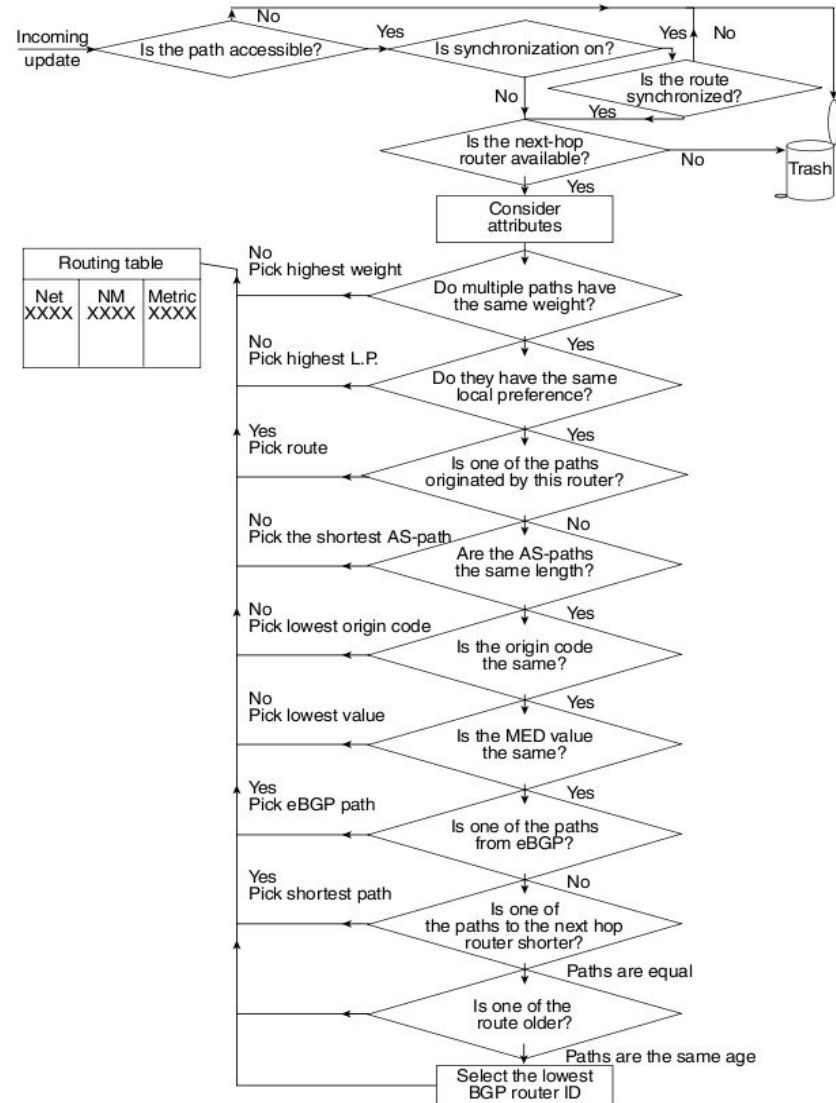 No
Incoming
update
Is the path accessible?
Yes
Is synchronization on?
Yes
No
Is the route
synchronized?
No
Yes
Is the next-hop
router available?
No
Trash
Yes
Consider
attributes
Routing table
Net
NM
Metric
XXXX
XXXX
XXXX
No
Pick highest weight
Do multiple paths have
the same weight?
Yes
No
Pick highest L.P.
Do they have the same
local preference?
Yes
Yes
Pick route
Is one of the paths
originated by this router?
No
No
Pick the shortest AS-path
Are the AS-paths
the same length?
Yes
No
Pick lowest origin code
Is the origin code
the same?
Yes
No
Pick lowest value
Is the MED value
the same?
Yes
Yes
Pick eBGP path
Is one of the paths
from eBGP?
No
Yes
Pick shortest path
Is one of
the paths to the next hop
router shorter?
Paths are equal
Is one of the
route older?
Paths are the same age
Select the lowest
BGP router ID